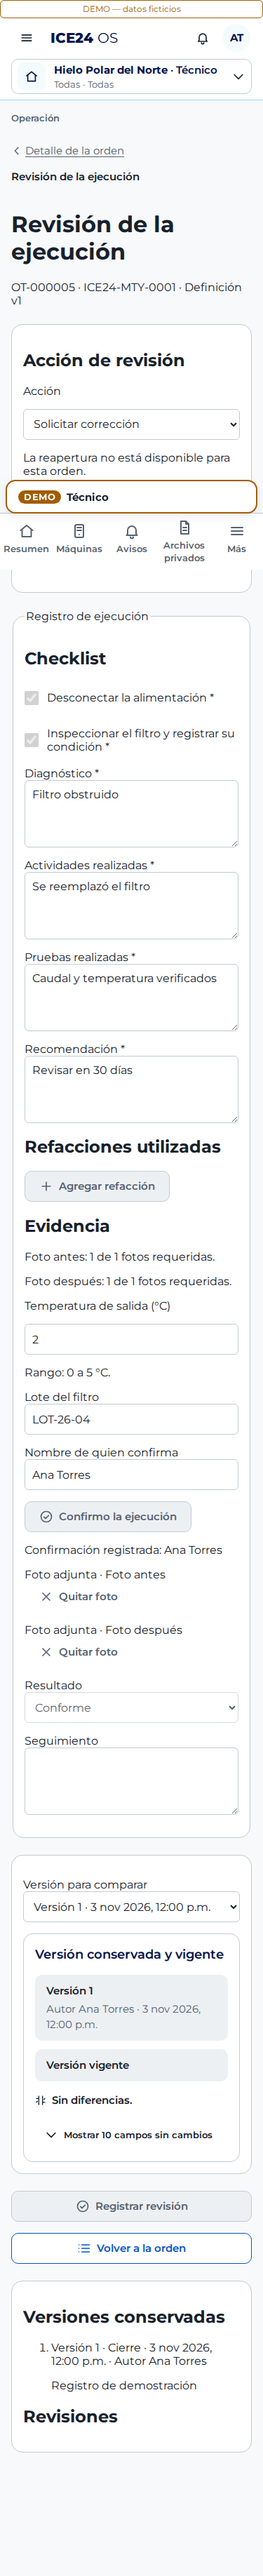 DEMO — datos ficticios
ICE24 OS
AT
Hielo Polar del Norte · Técnico
Todas · Todas
Operación
Detalle de la orden
Revisión de la ejecución
Revisión de la
ejecución
OT-000005 · ICE24-MTY-0001 · Definición
v1
Acción de revisión
Acción
Solicitar corrección
La reapertura no está disponible para
esta orden.
DEMO Técnico
Resumen
Máquinas
Avisos
Archivos
privados
Más
Registro de ejecución
Checklist
Desconectar la alimentación *
Inspeccionar el filtro y registrar su
condición *
Diagnóstico *
Filtro obstruido
Actividades realizadas *
Se reemplazó el filtro
Pruebas realizadas *
Caudal y temperatura verificados
Recomendación *
Revisar en 30 días
Refacciones utilizadas
Agregar refacción
Evidencia
Foto antes: 1 de 1 fotos requeridas.
Foto después: 1 de 1 fotos requeridas.
Temperatura de salida (°C)
2
Rango: 0 a 5 °C.
Lote del filtro
LOT-26-04
Nombre de quien confirma
Ana Torres
Confirmo la ejecución
Confirmación registrada: Ana Torres
Foto adjunta · Foto antes
Quitar foto
Foto adjunta · Foto después
Quitar foto
Resultado
Conforme
Seguimiento
Versión para comparar
Versión 1 · 3 nov 2026, 12:00 p.m.
Versión conservada y vigente
Versión 1
Autor Ana Torres · 3 nov 2026,
12:00 p.m.
Versión vigente
Sin diferencias.
Mostrar 10 campos sin cambios
Registrar revisión
Volver a la orden
Versiones conservadas
1. Versión 1 · Cierre · 3 nov 2026,
12:00 p.m. · Autor Ana Torres
Registro de demostración
Revisiones